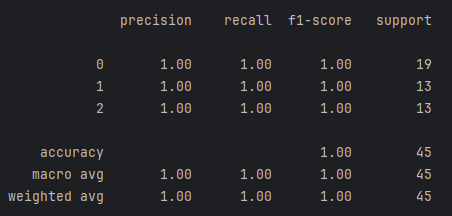 precision recall f1-score support
0 1.00 1.00 1.00 19
1 1.00 1.00 1.00 13
2 1.00 1.00 1.00 13
accuracy 1.00 45
macro avg 1.00 1.00 1.00 45
weighted avg 1.00 1.00 1.00 45